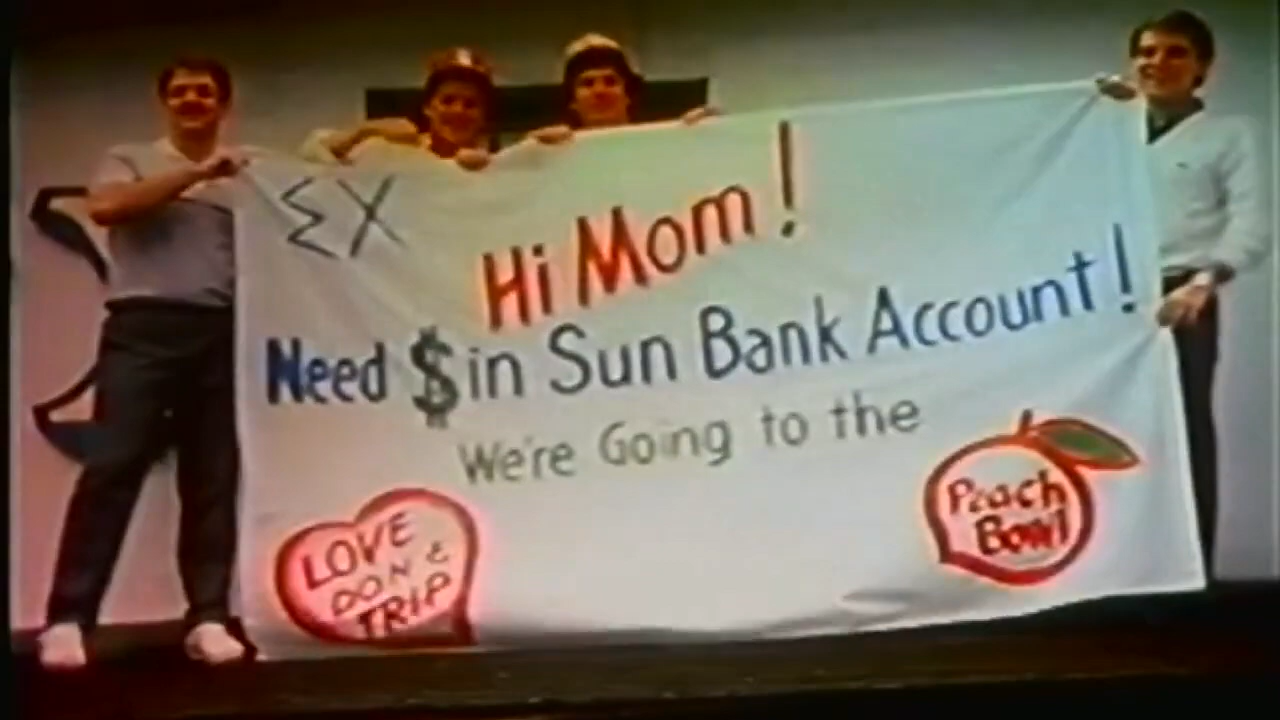 ΣΧ
Hi Mom!
Need $ in Sun Bank Account!
We're Going to the
Peach
Bowl
LOVE
DON &
TRIP